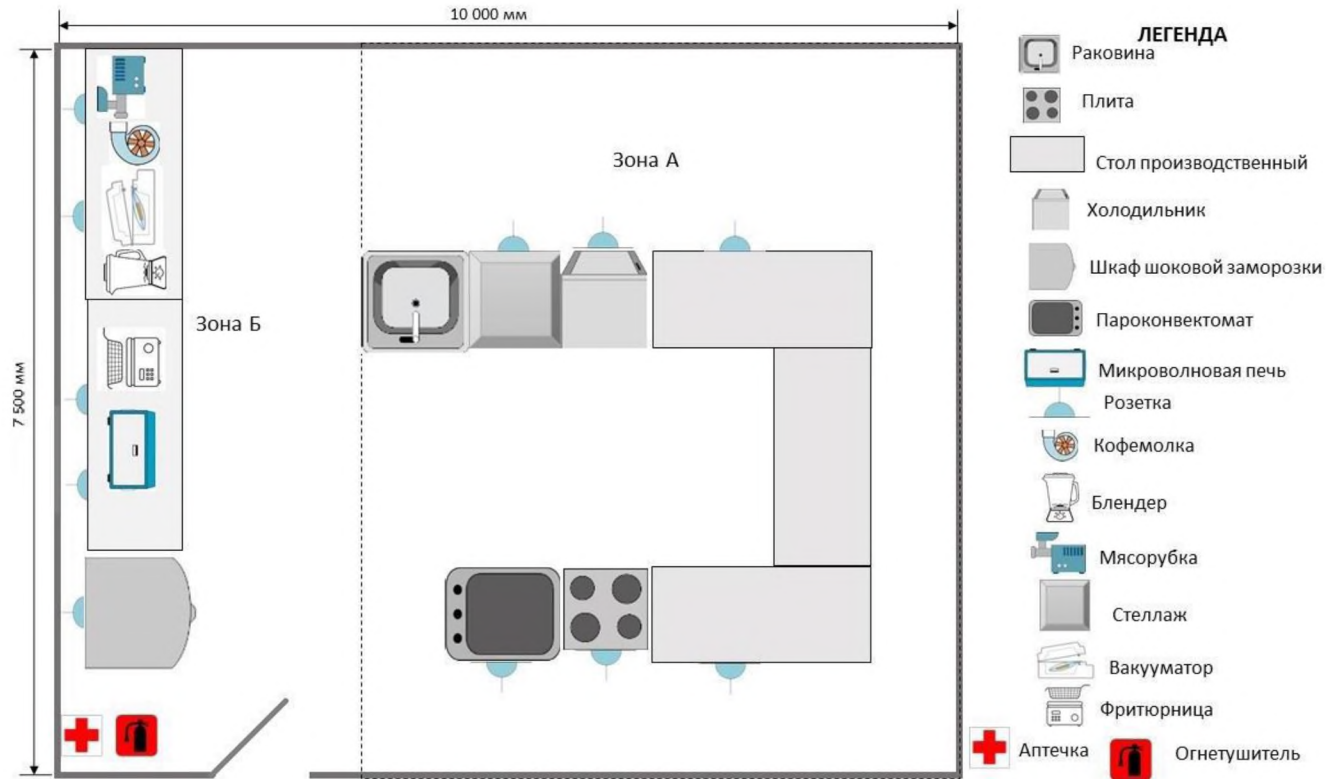 10 000 мм
7 500 мм
Зона А
Зона Б
ЛЕГЕНДА
Раковина
Плита
Стол производственный
Холодильник
Шкаф шоковой заморозки
Пароконвектомат
Микроволновая печь
Розетка
Кофемолка
Блендер
Мясорубка
Стеллаж
Вакууматор
Фритюрница
Аптечка
Огнетушитель